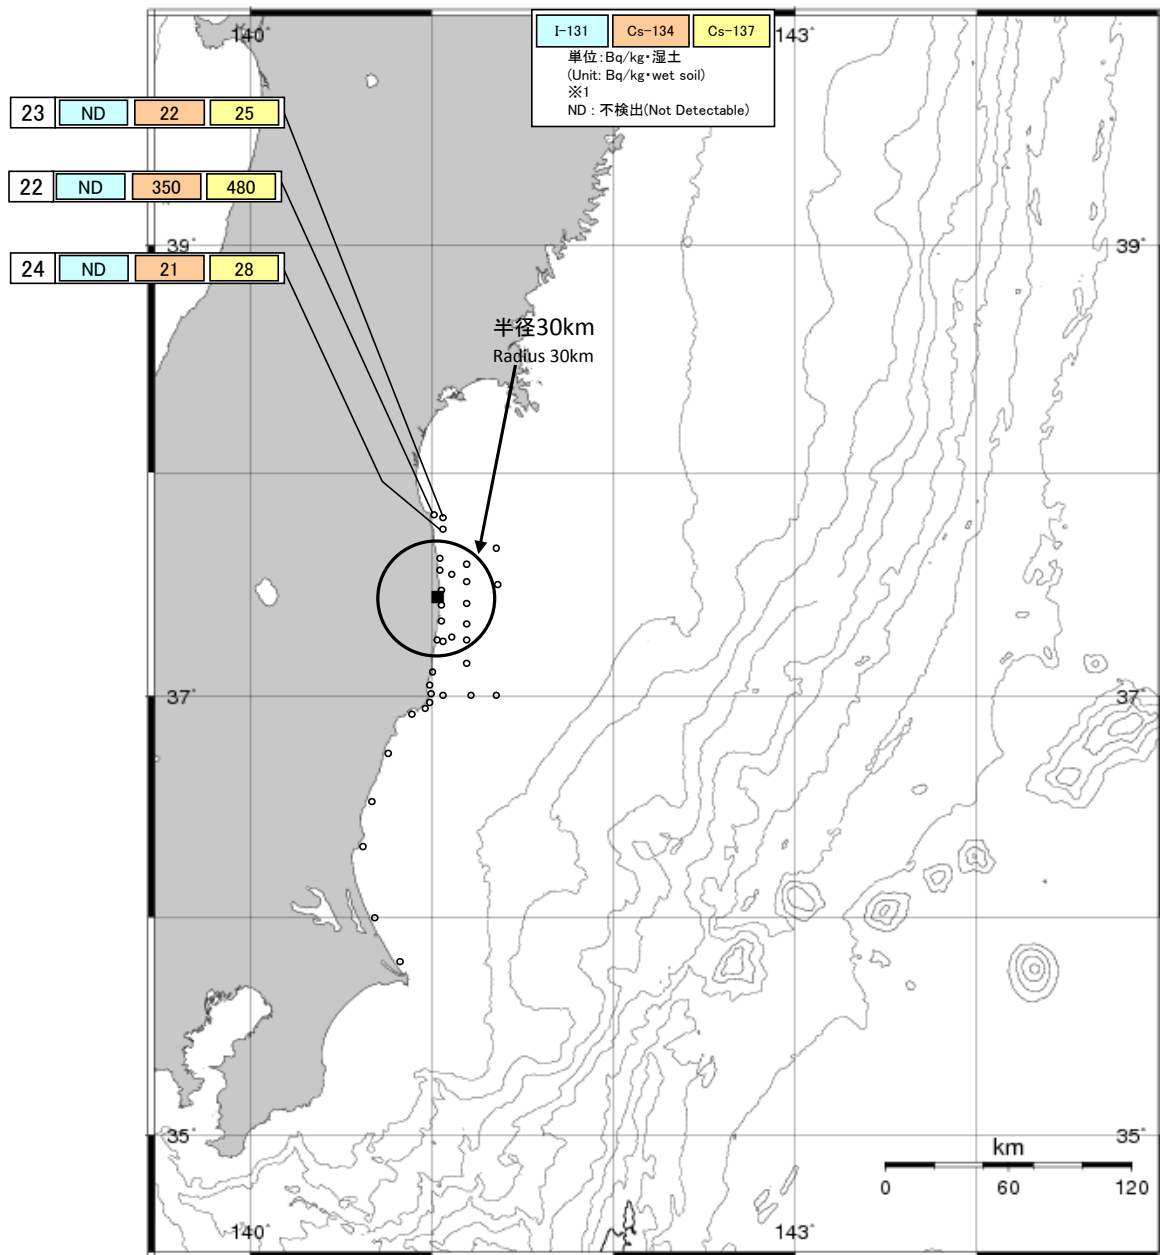 140°
143°
I-131 Cs-134 Cs-137
単位:Bq/kg・湿土
(Unit: Bq/kg・wet soil)
※1
ND : 不検出(Not Detectable)
23 ND 22 25
22 ND 350 480
24 ND 21 28
39°
39°
半径30km
Radius 30km
37°
37°
35°
35°
km
0 60 120
140°
143°